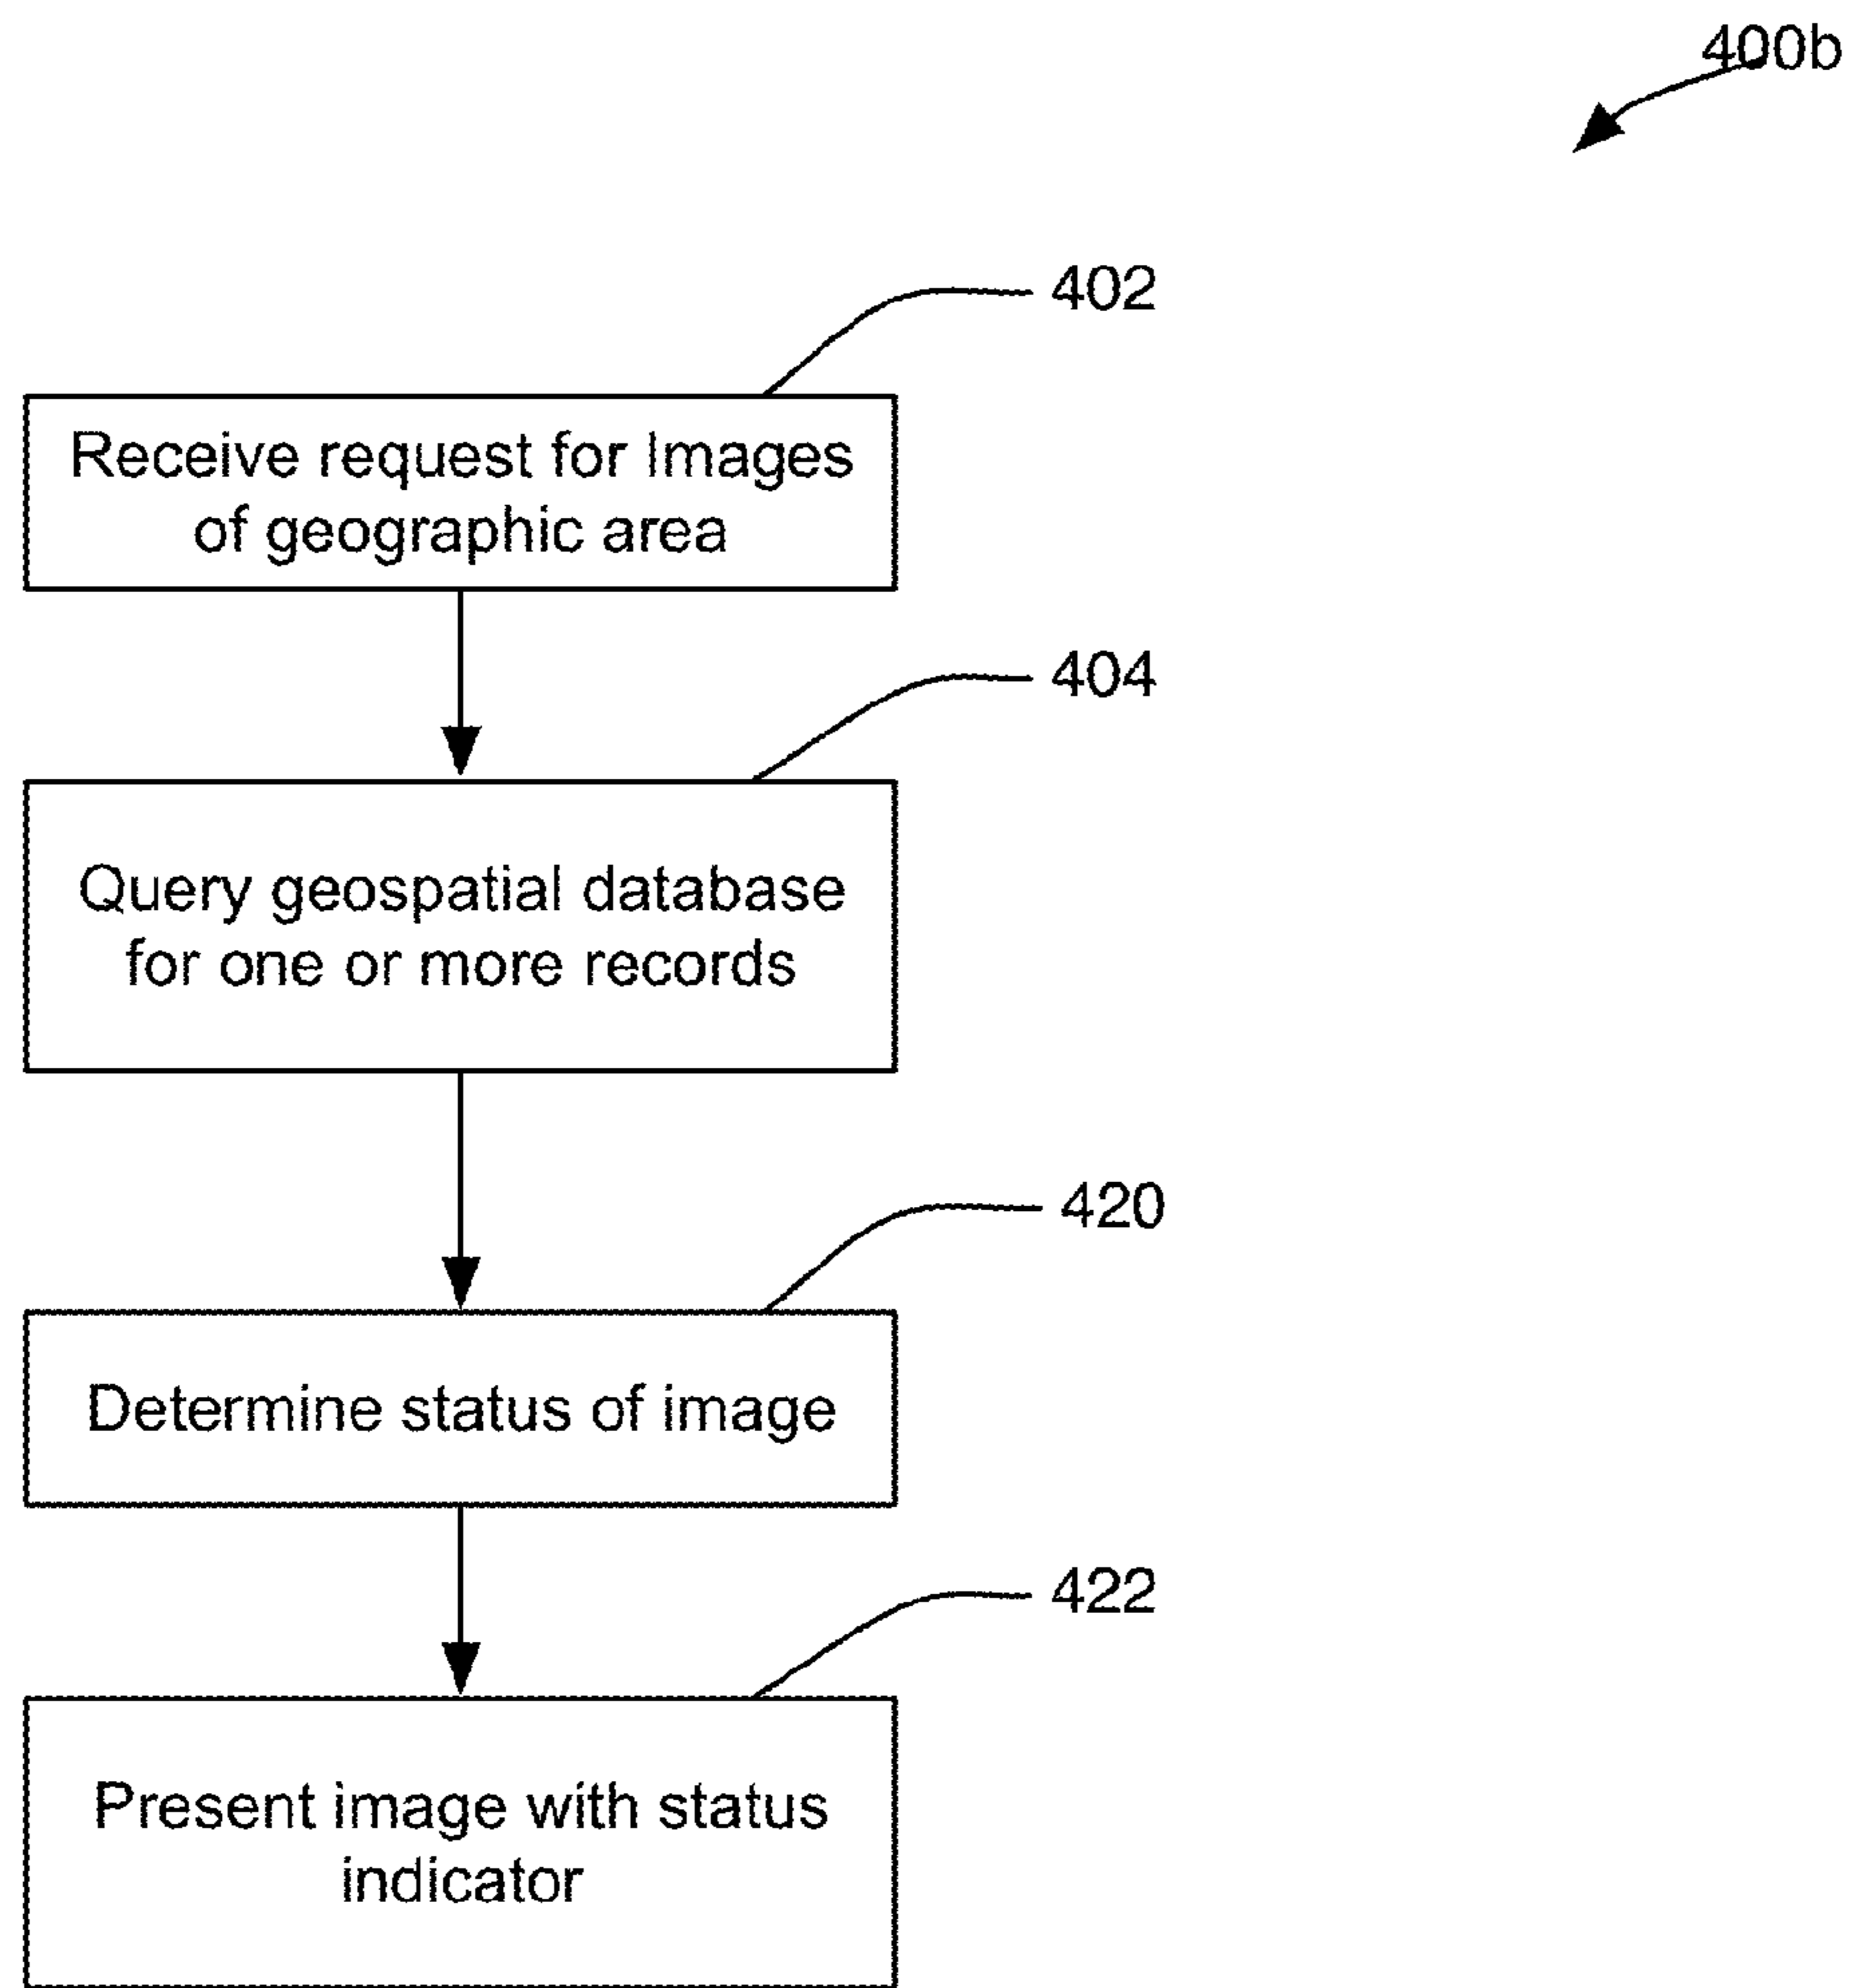 400b
402
Receive request for Images
of geographic area
404
Query geospatial database
for one or more records
420
Determine status of image
422
Present image with status
indicator